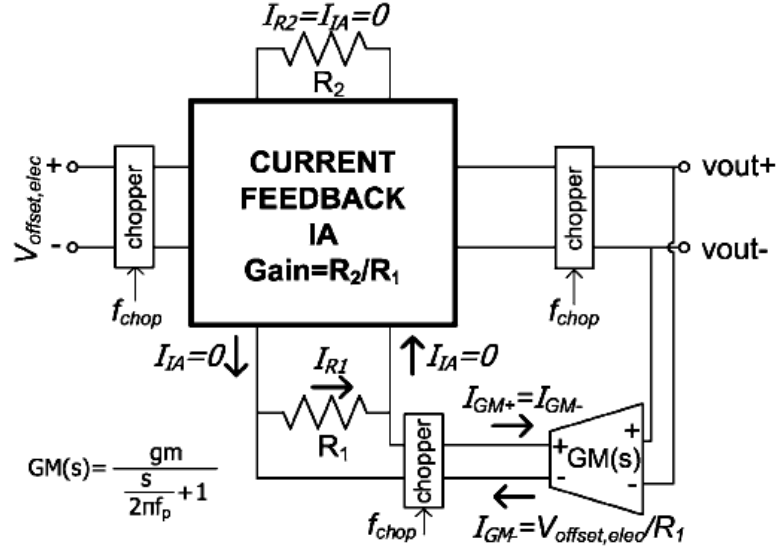 I_R2=I_IA=0
R_2
V_offset,elec
+
-
chopper
f_chop
CURRENT
FEEDBACK
IA
Gain=R_2/R_1
chopper
f_chop
vout+
vout-
I_IA=0
I_R1
I_IA=0
R_1
chopper
f_chop
I_GM+=I_GM-
+
-
GM(s)
+
-
I_GM-=V_offset,elec/R_1
GM(s)=
gm
s
2πf_p
+1